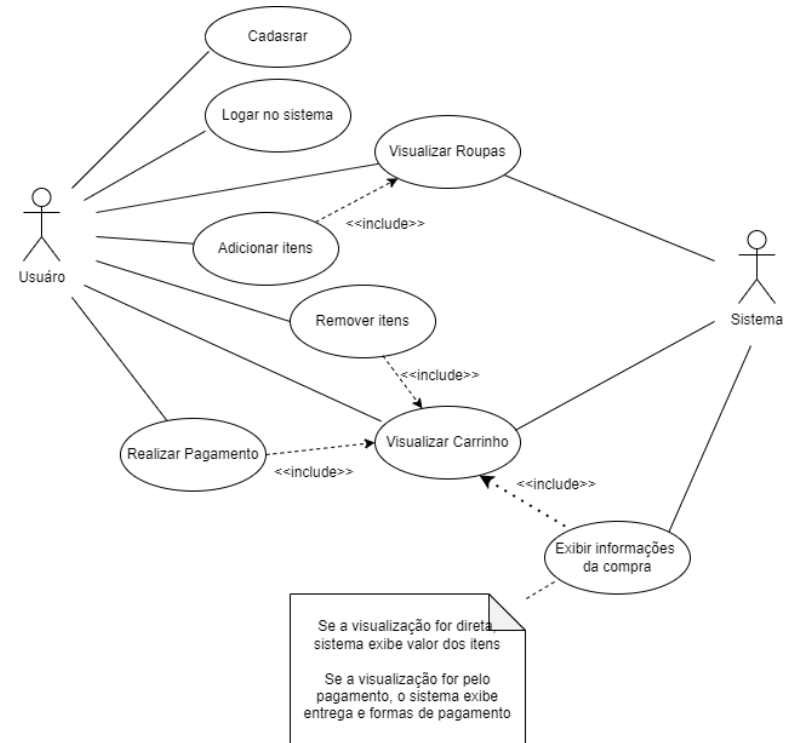 Cadasrar
Logar no sistema
Visualizar Roupas
<<include>>
Adicionar itens
Usuáro
Sistema
Remover itens
<<include>>
Visualizar Carrinho
Realizar Pagamento
<<include>>
<<include>>
Exibir informações
da compra
Se a visualização for direta,
sistema exibe valor dos itens
Se a visualização for pelo
pagamento, o sistema exibe
entrega e formas de pagamento